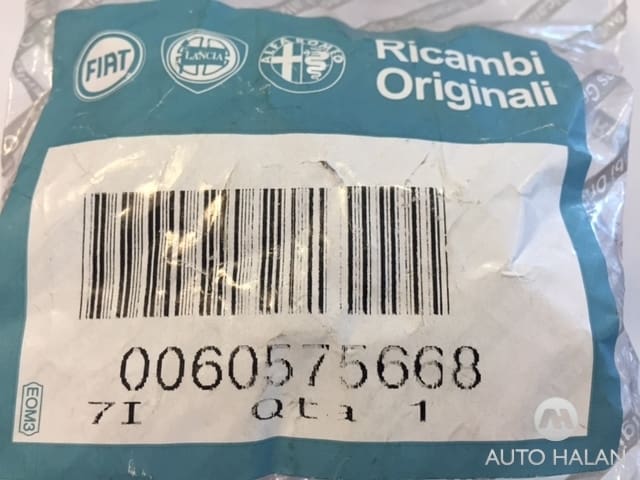 FIAT
LANCIA
ALFA ROMEO
Ricambi
Originali
0060575668
7I Qta 1
EOM3
AUTO HALAN